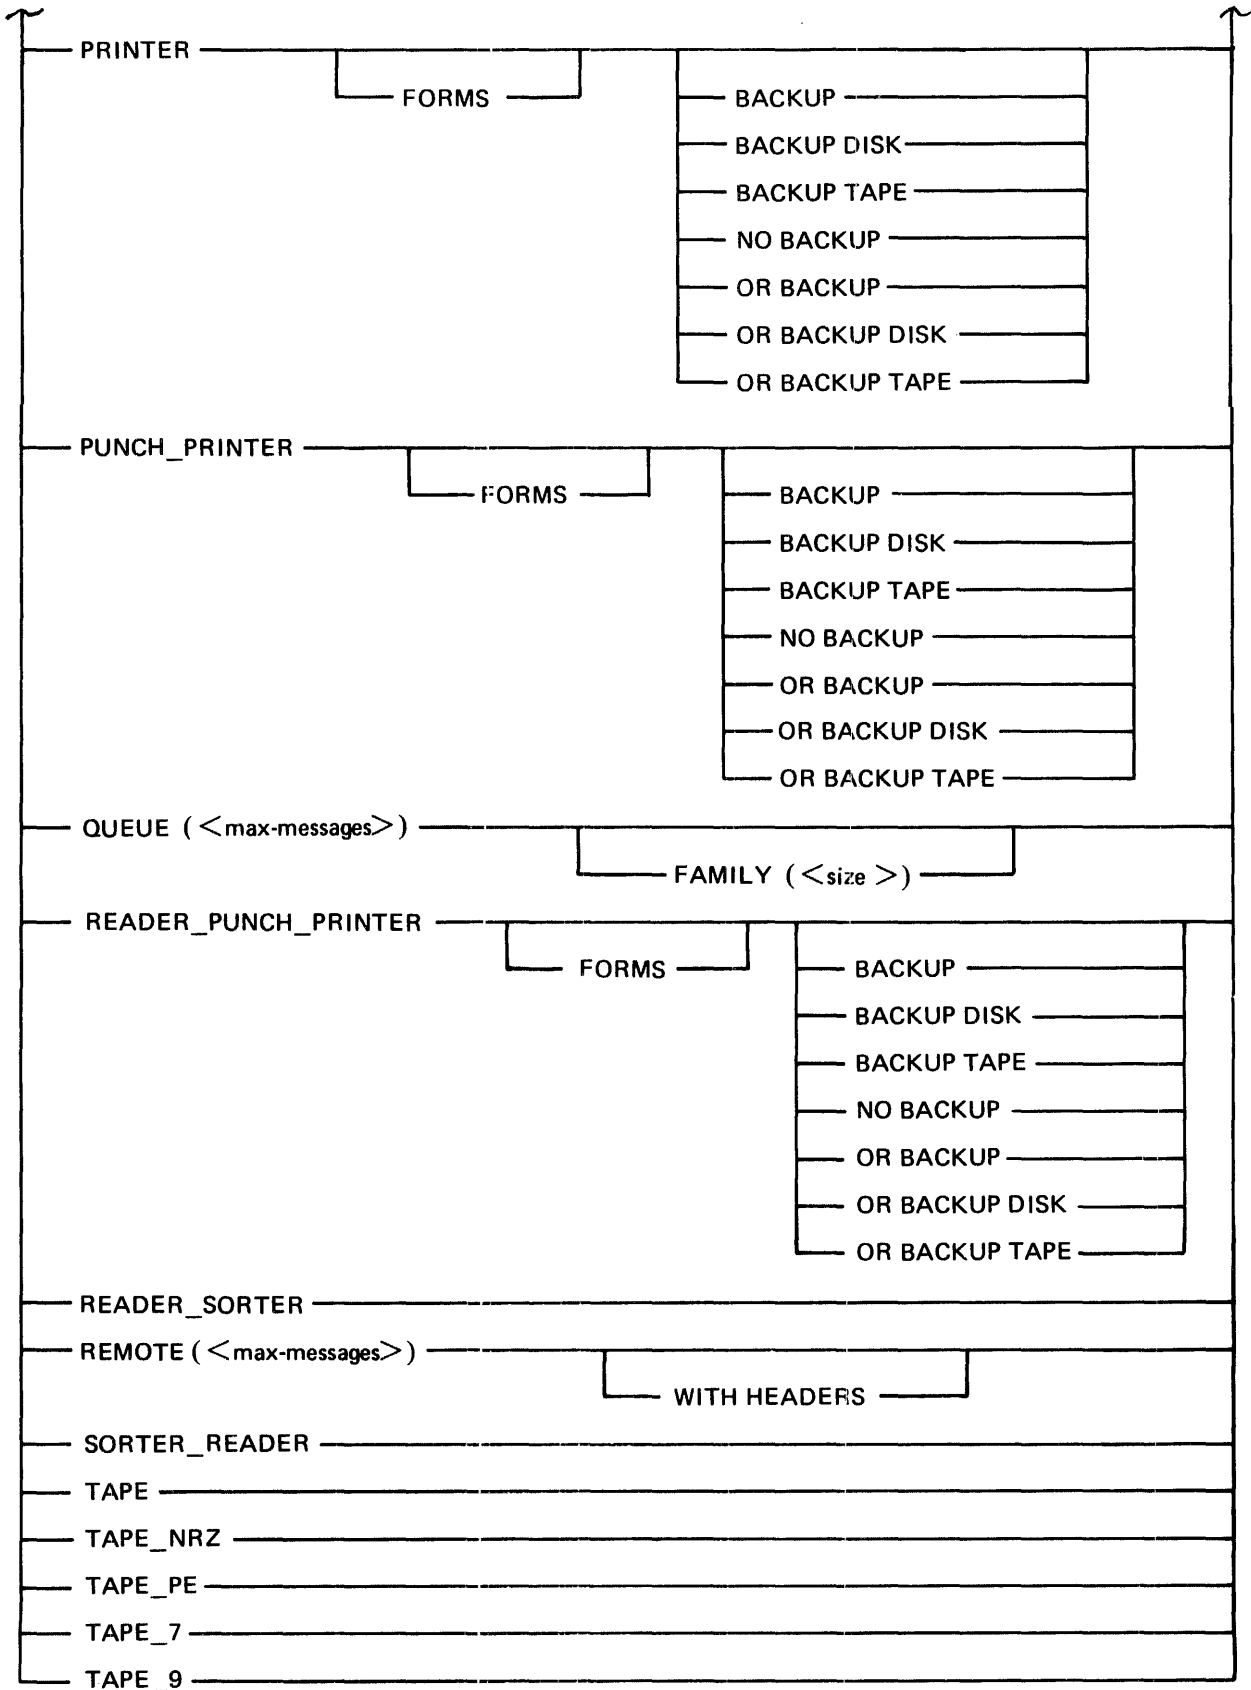 PRINTER
FORMS
BACKUP
BACKUP DISK
BACKUP TAPE
NO BACKUP
OR BACKUP
OR BACKUP DISK
OR BACKUP TAPE
PUNCH_PRINTER
FORMS
BACKUP
BACKUP DISK
BACKUP TAPE
NO BACKUP
OR BACKUP
OR BACKUP DISK
OR BACKUP TAPE
QUEUE (<max-messages>)
FAMILY (<size>)
READER_PUNCH_PRINTER
FORMS
BACKUP
BACKUP DISK
BACKUP TAPE
NO BACKUP
OR BACKUP
OR BACKUP DISK
OR BACKUP TAPE
READER_SORTER
REMOTE (<max-messages>)
WITH HEADERS
SORTER_READER
TAPE
TAPE_NRZ
TAPE_PE
TAPE_7
TAPE_9